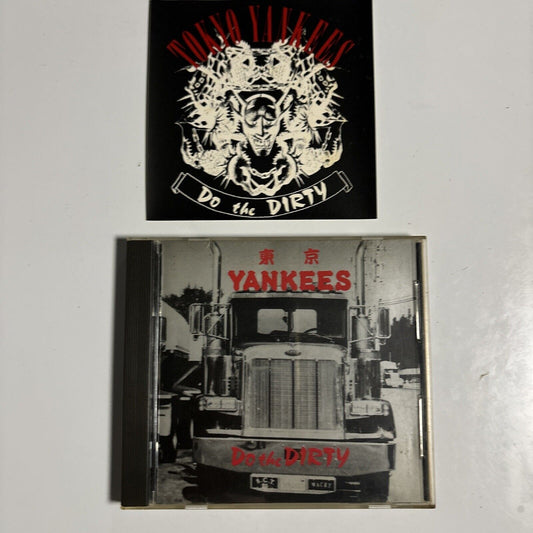 TOKYO YANKEES
Do the DIRTY
東京
YANKEES
Do the DIRTY